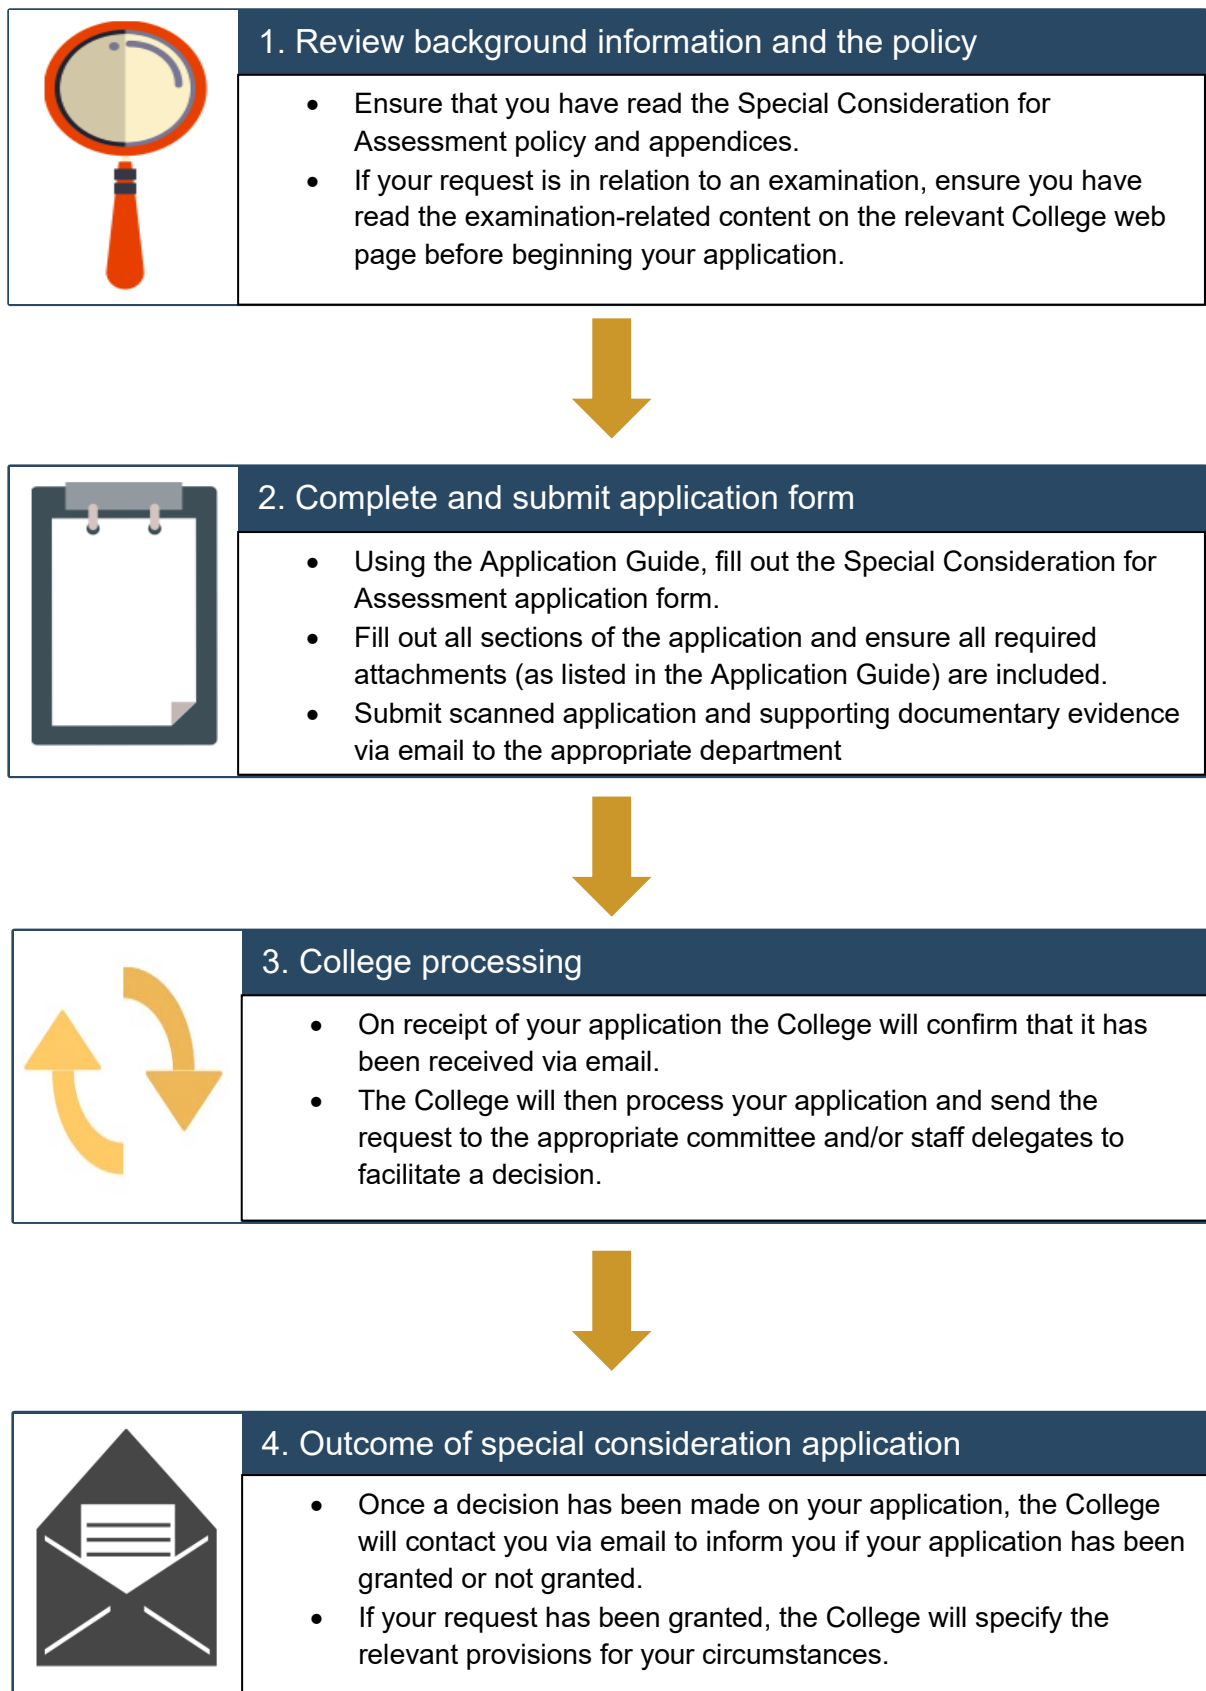 1. Review background information and the policy
• Ensure that you have read the Special Consideration for
Assessment policy and appendices.
• If your request is in relation to an examination, ensure you have
read the examination-related content on the relevant College web
page before beginning your application.
2. Complete and submit application form
• Using the Application Guide, fill out the Special Consideration for
Assessment application form.
• Fill out all sections of the application and ensure all required
attachments (as listed in the Application Guide) are included.
• Submit scanned application and supporting documentary evidence
via email to the appropriate department
3. College processing
• On receipt of your application the College will confirm that it has
been received via email.
• The College will then process your application and send the
request to the appropriate committee and/or staff delegates to
facilitate a decision.
4. Outcome of special consideration application
• Once a decision has been made on your application, the College
will contact you via email to inform you if your application has been
granted or not granted.
• If your request has been granted, the College will specify the
relevant provisions for your circumstances.